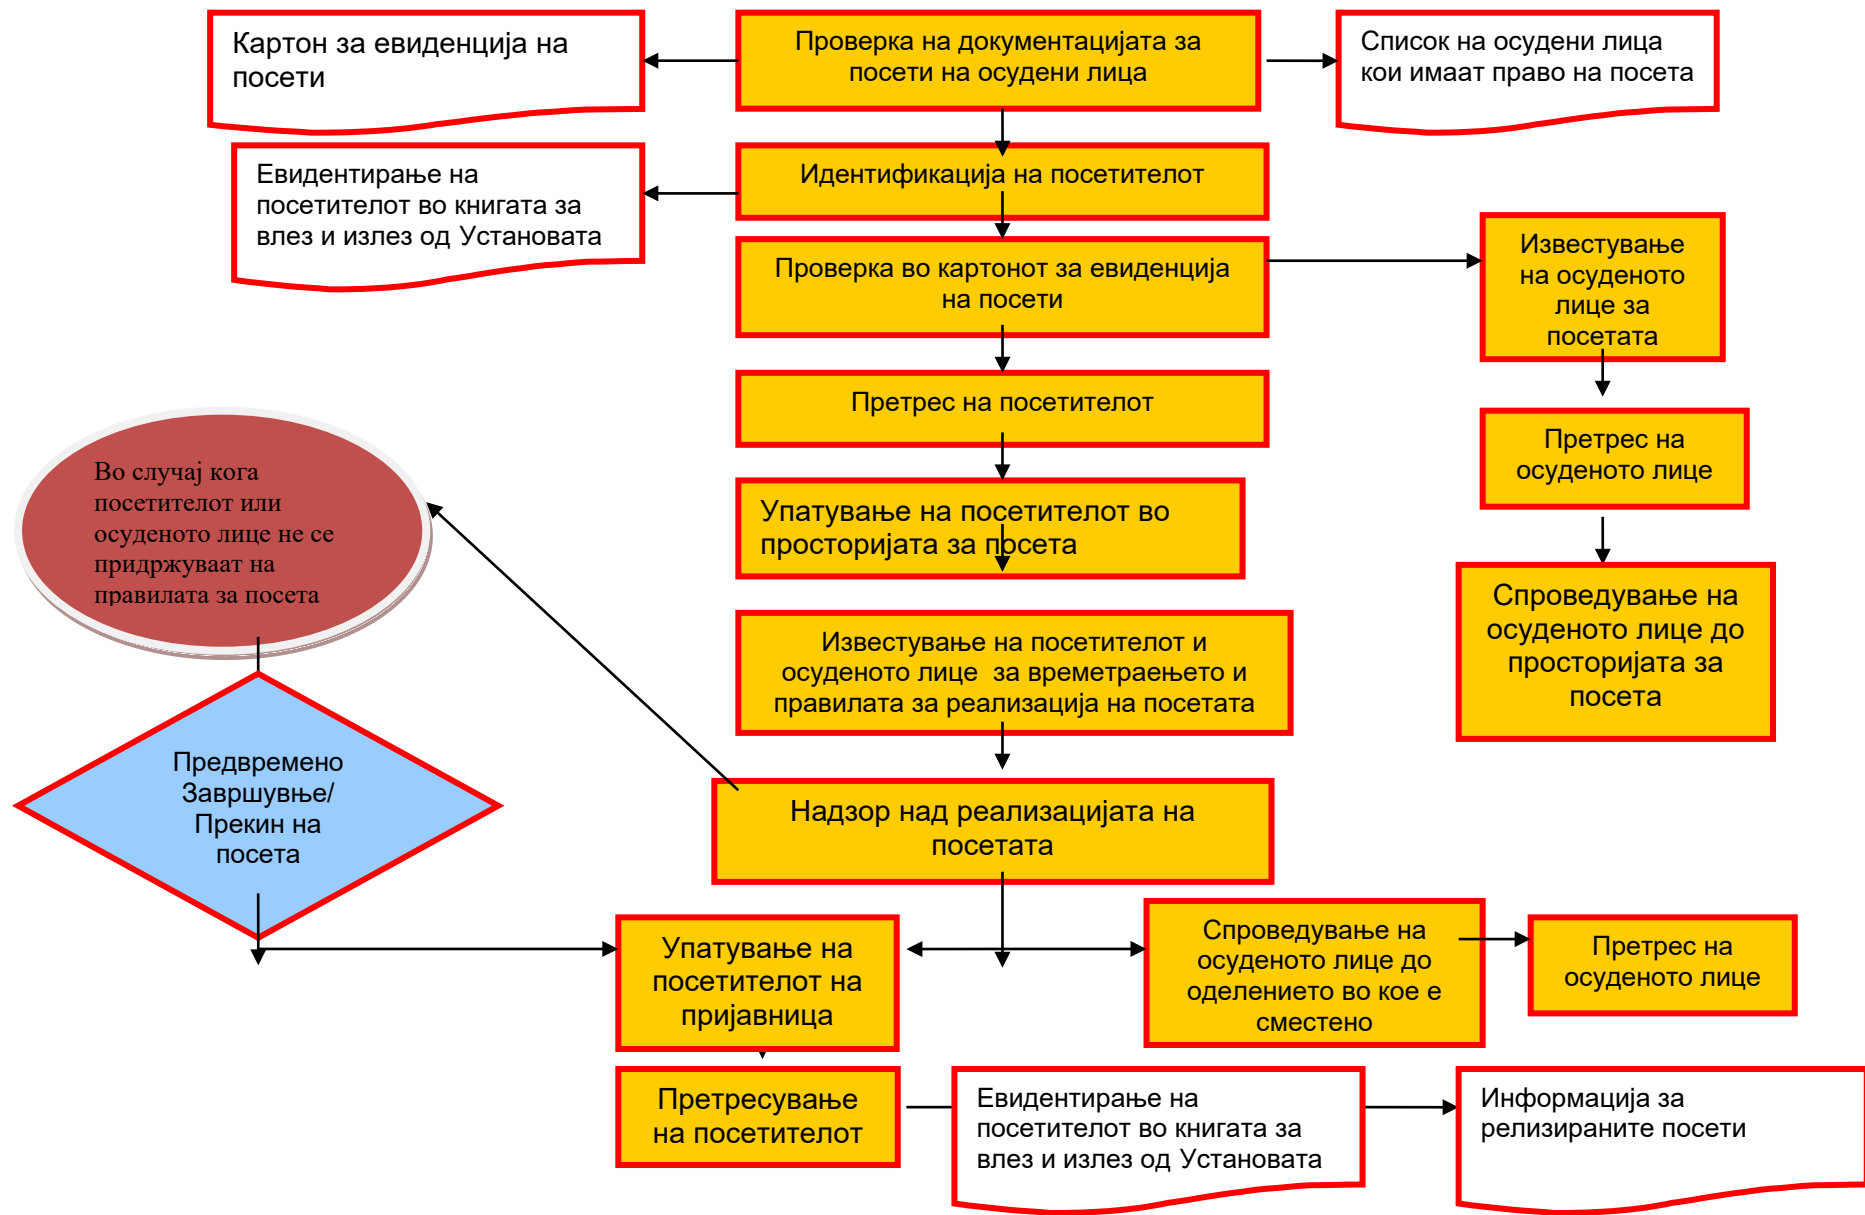 Картон за евиденција на
посети
Проверка на документацијата за
посети на осудени лица
Список на осудени лица
кои имаат право на посета
Евидентирање на
посетителот во книгата за
влез и излез од Установата
Идентификација на посетителот
Проверка во картонот за евиденција
на посети
Известување
на осуденото
лице за
посетата
Претрес на посетителот
Претрес на
осуденото лице
Во случај кога
посетителот или
осуденото лице не се
придржуваат на
правилата за посета
Упатување на посетителот во
просторијата за посета
Спроведување на
осуденото лице до
просторијата за
посета
Известување на посетителот и
осуденото лице  за времетраењето и
правилата за реализација на посетата
Предвремено
Завршувње/
Прекин на
посета
Надзор над реализацијата на
посетата
Упатување на
посетителот на
пријавница
Спроведување на
осуденото лице до
оделението во кое е
сместено
Претрес на
осуденото лице
Претресување
на посетителот
Евидентирање на
посетителот во книгата за
влез и излез од Установата
Информација за
релизираните посети